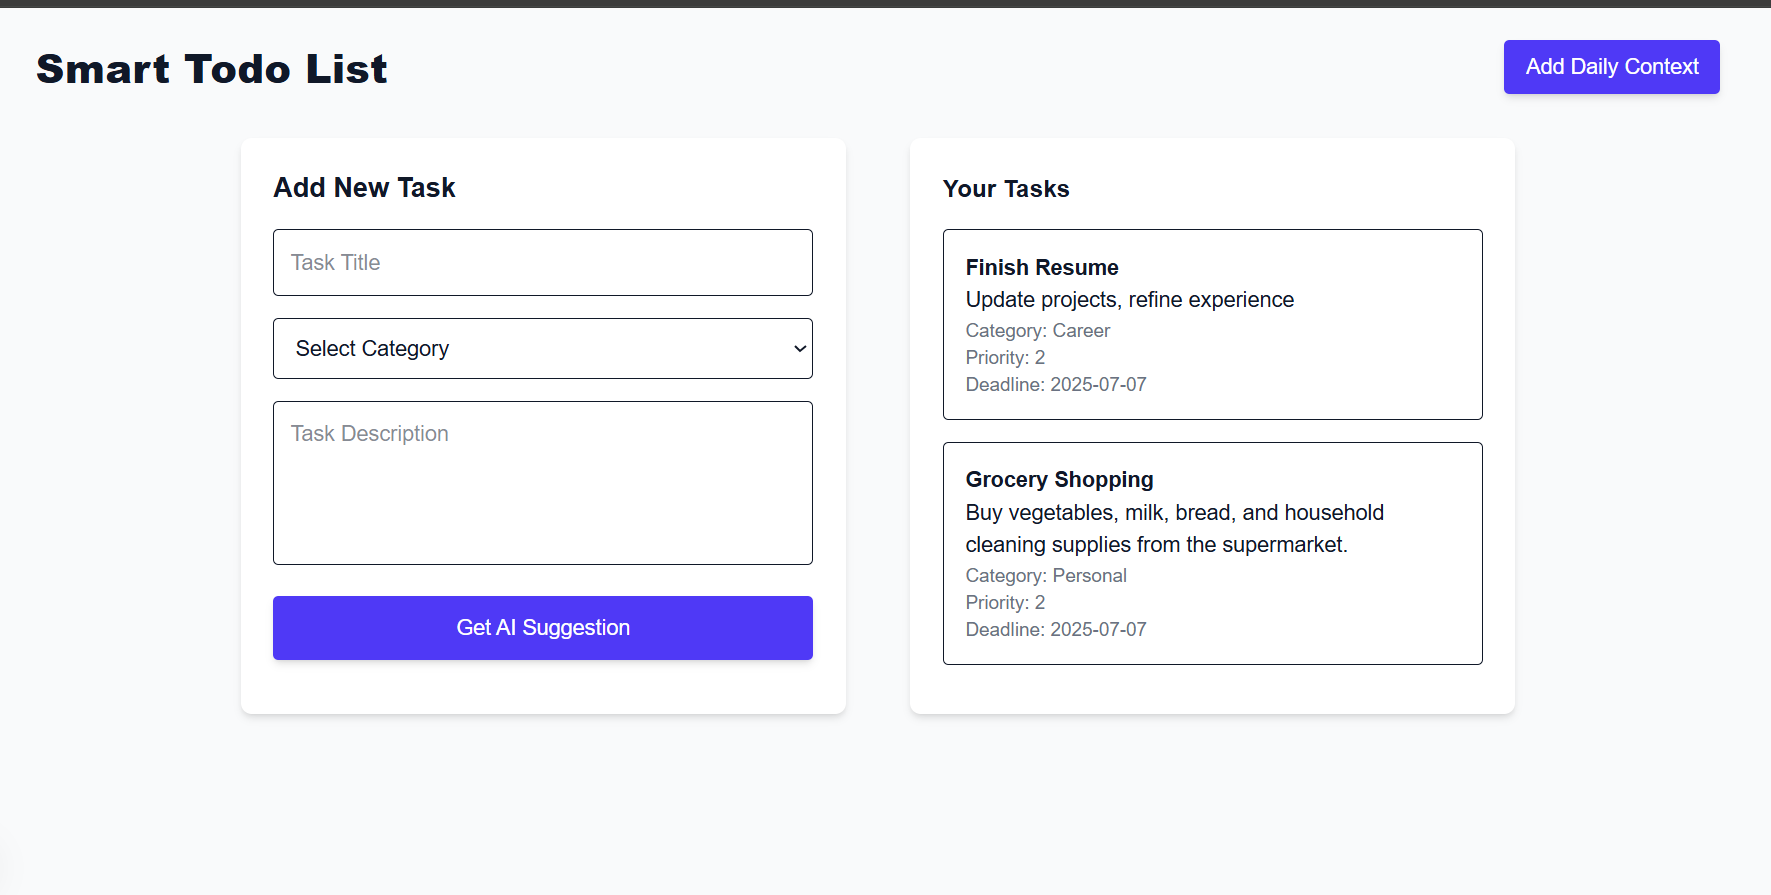 Smart Todo List
Add Daily Context
Add New Task
Task Title
Select Category
Task Description
Get AI Suggestion
Your Tasks
Finish Resume
Update projects, refine experience
Category: Career
Priority: 2
Deadline: 2025-07-07
Grocery Shopping
Buy vegetables, milk, bread, and household
cleaning supplies from the supermarket.
Category: Personal
Priority: 2
Deadline: 2025-07-07